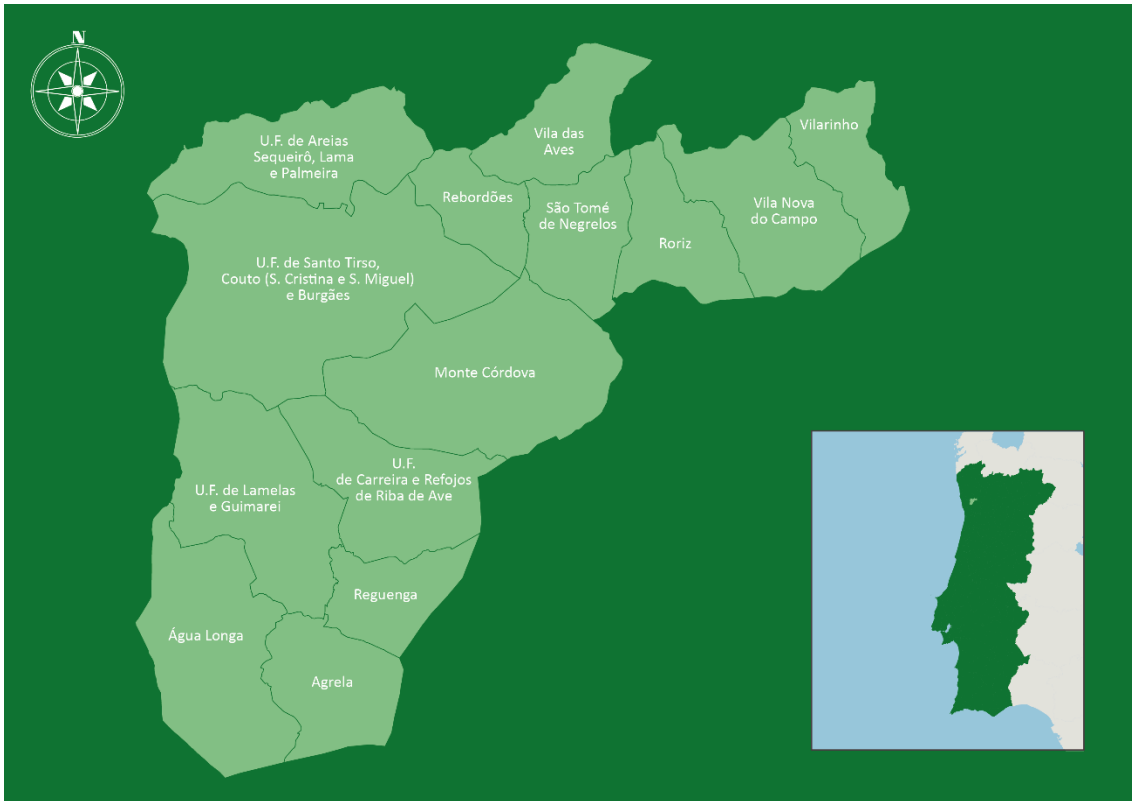 N
U.F. de Areias
Sequeirô, Lama
e Palmeira
Vila das
Aves
Vilarinho
Rebordões
São Tomé
de Negrelos
Vila Nova
do Campo
Roriz
U.F. de Santo Tirso,
Couto (S. Cristina e S. Miguel)
e Burgães
Monte Córdova
U.F.
de Carreira e Refojos
de Riba de Ave
U.F. de Lamelas
e Guimarei
Reguenga
Água Longa
Agrela